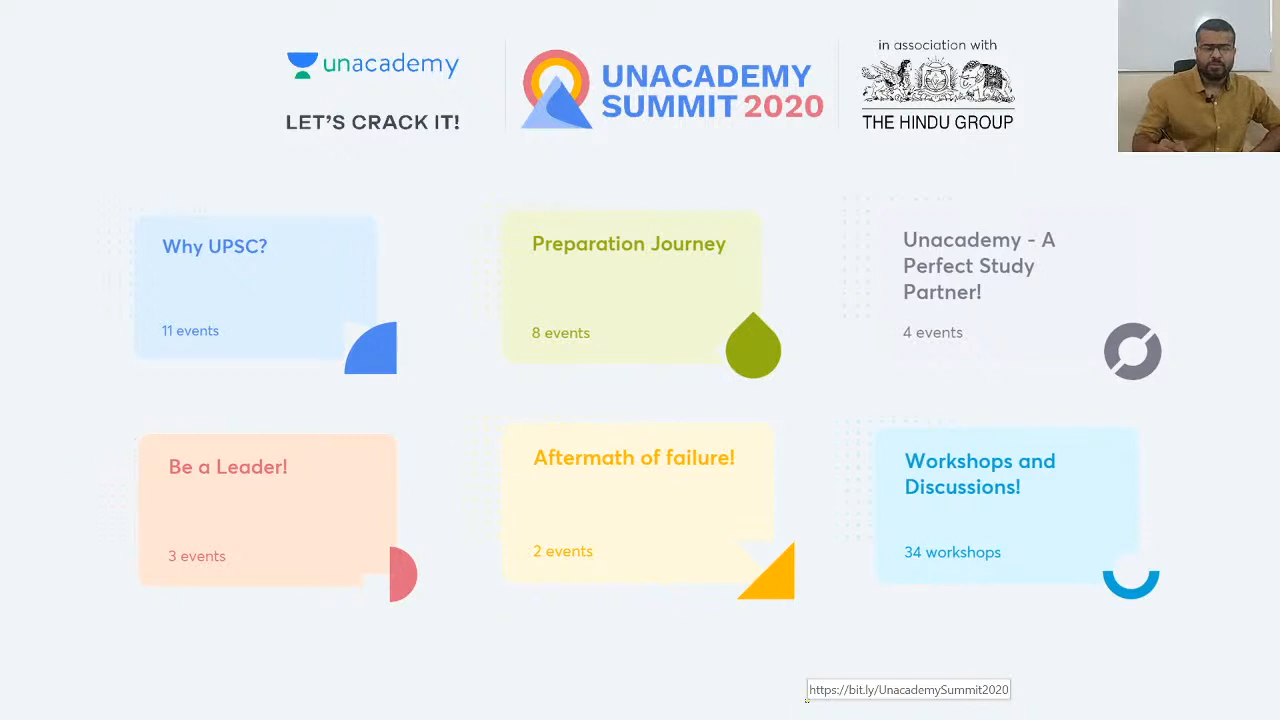 unacademy
LET'S CRACK IT!
UNACADEMY
SUMMIT 2020
in association with
THE HINDU GROUP
Why UPSC?
11 events
Preparation Journey
8 events
Unacademy - A
Perfect Study
Partner!
4 events
Be a Leader!
3 events
Aftermath of failure!
2 events
Workshops and
Discussions!
34 workshops
https://bit.ly/UnacademySummit2020